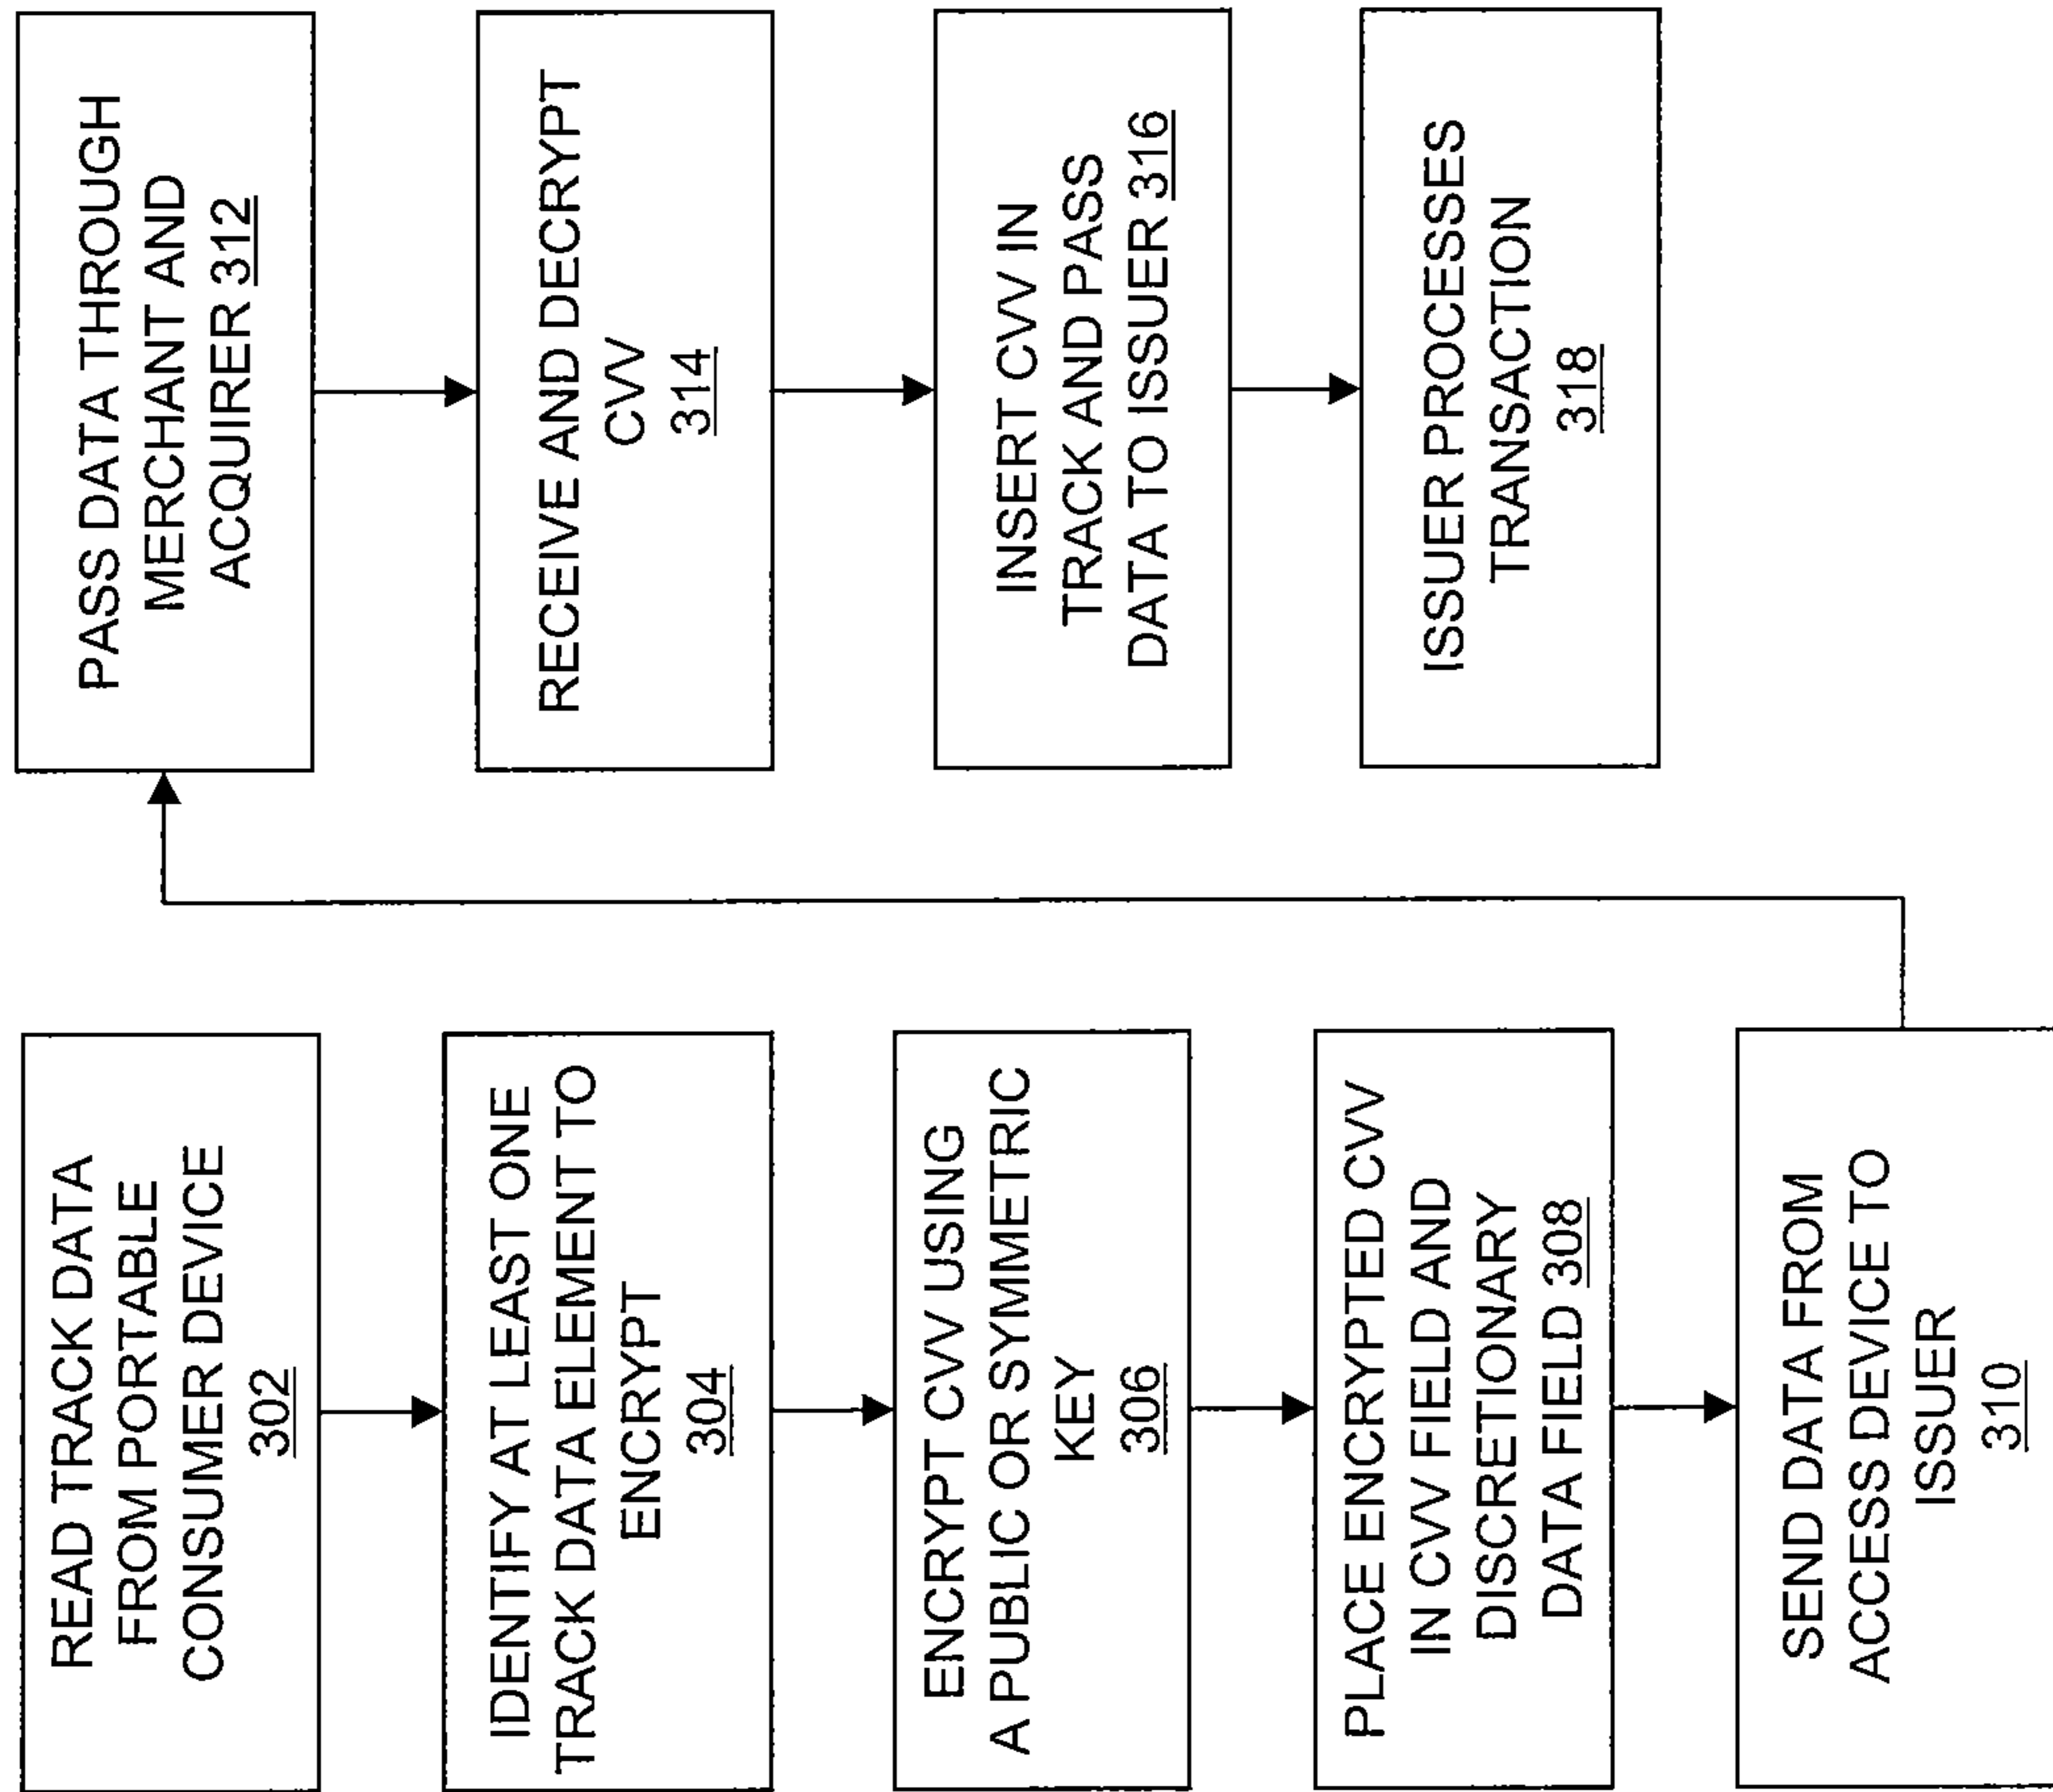 READ TRACK DATA
FROM PORTABLE
CONSUMER DEVICE
302
IDENTIFY AT LEAST ONE
TRACK DATA ELEMENT TO
ENCRYPT
304
ENCRYPT CVV USING
A PUBLIC OR SYMMETRIC
KEY
306
PLACE ENCRYPTED CVV
IN CVV FIELD AND
DISCRETIONARY
DATA FIELD 308
SEND DATA FROM
ACCESS DEVICE TO
ISSUER
310
PASS DATA THROUGH
MERCHANT AND
ACQUIRER 312
RECEIVE AND DECRYPT
CVV
314
INSERT CVV IN
TRACK AND PASS
DATA TO ISSUER 316
ISSUER PROCESSES
TRANSACTION
318